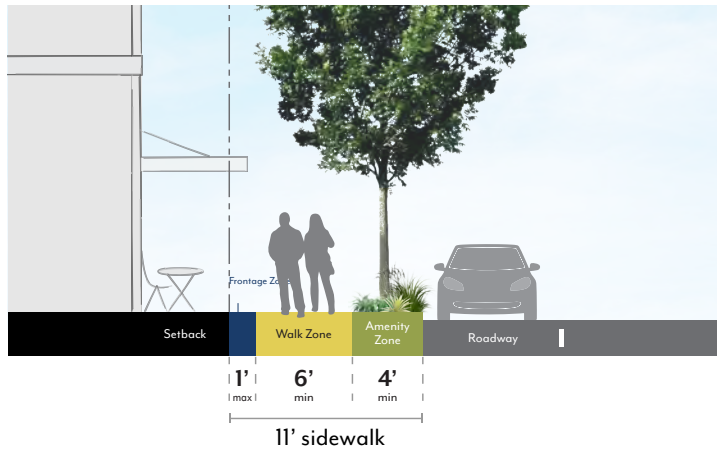 Frontage Zone
Setback
Walk Zone
Amenity
Zone
Roadway
1’
6’
4’
max
min
min
11’ sidewalk